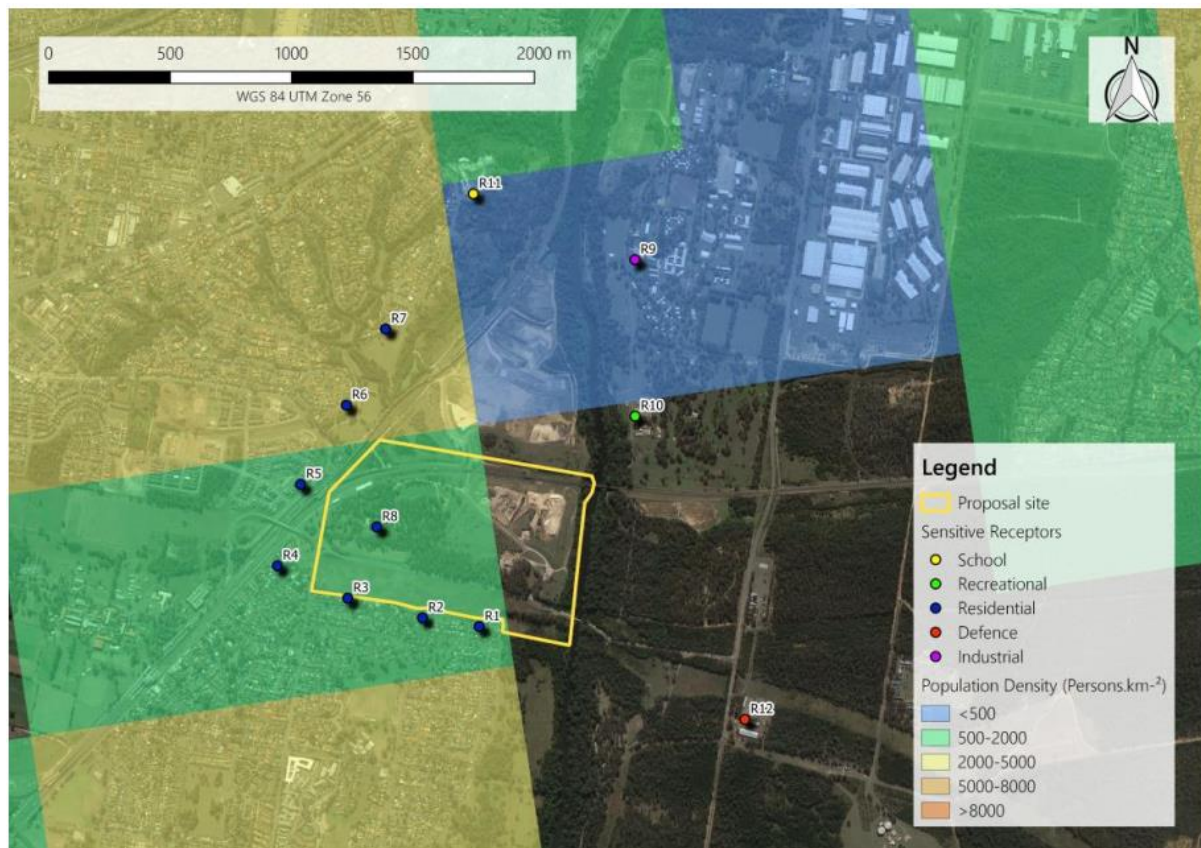 0 500 1000 1500 2000 m
WGS 84 UTM Zone 56
N
R11
R9
R7
R6
R10
R5
R8
R4
R3
R2
R1
R12
Legend
Proposal site
Sensitive Receptors
School
Recreational
Residential
Defence
Industrial
Population Density (Persons.km-²)
<500
500-2000
2000-5000
5000-8000
>8000